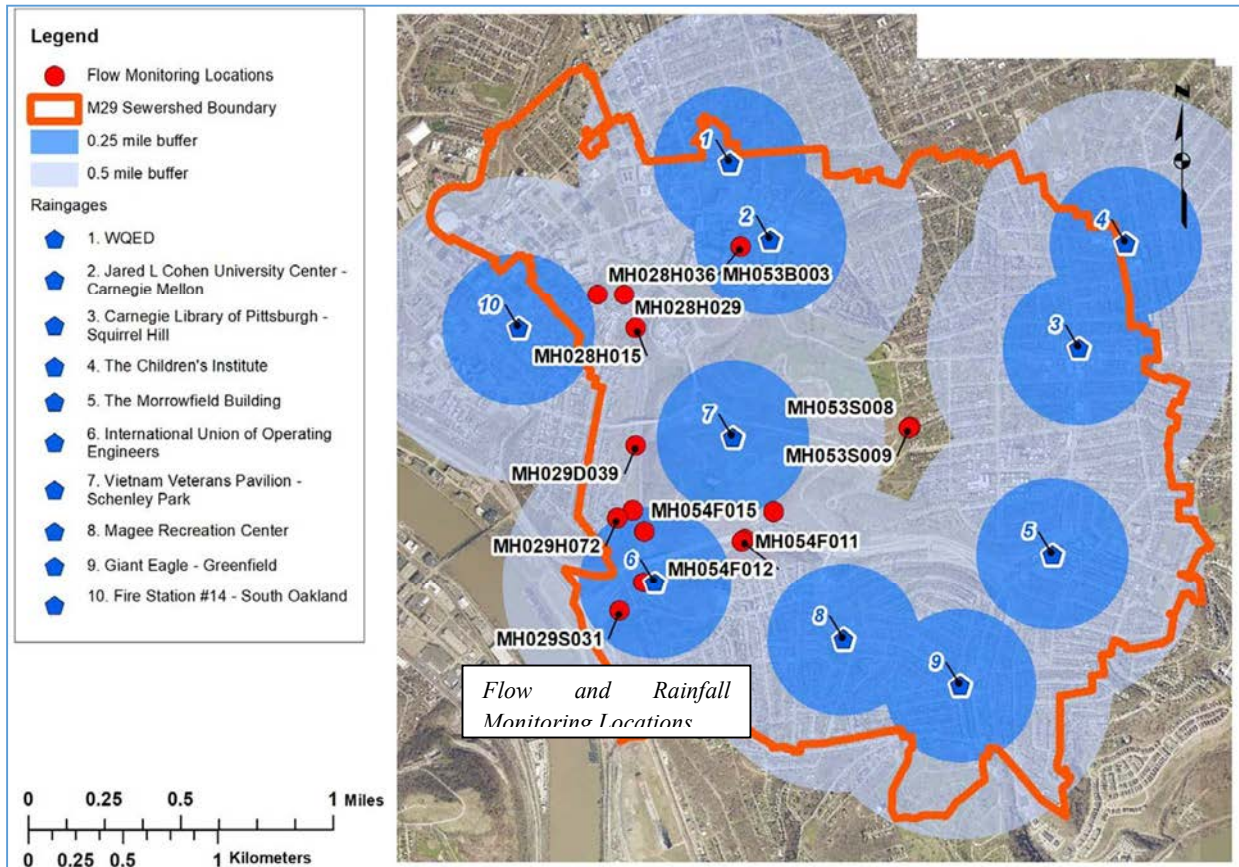 Legend
Flow Monitoring Locations
M29 Sewershed Boundary
0.25 mile buffer
0.5 mile buffer
Raingages
1. WQED
2. Jared L Cohen University Center -
Carnegie Mellon
3. Carnegie Library of Pittsburgh -
Squirrel Hill
4. The Children's Institute
5. The Morrowfield Building
6. International Union of Operating
Engineers
7. Vietnam Veterans Pavilion -
Schenley Park
8. Magee Recreation Center
9. Giant Eagle - Greenfield
10. Fire Station #14 - South Oakland
0 0.25 0.5 1 Miles
0 0.25 0.5 1 Kilometers
N
1
2
4
MH028H036 MH053B003
10
MH028H029
3
MH028H015
7
MH053S008
MH053S009
MH029D039
MH054F015
MH029H072
MH054F011
5
MH054F012
6
8
MH029S031
9
Flow and Rainfall
Monitoring Locations